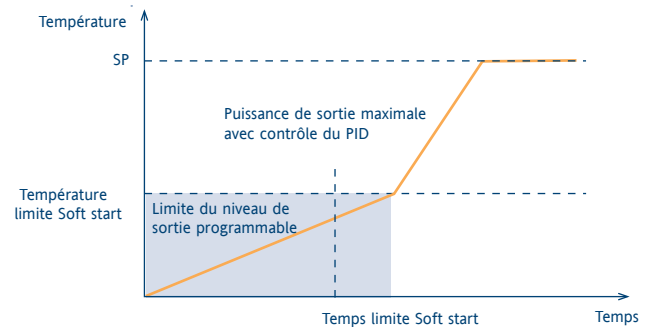 Température
SP
Puissance de sortie maximale
avec contrôle du PID
Température
limite Soft start
Limite du niveau de
sortie programmable
Temps limite Soft start
Temps